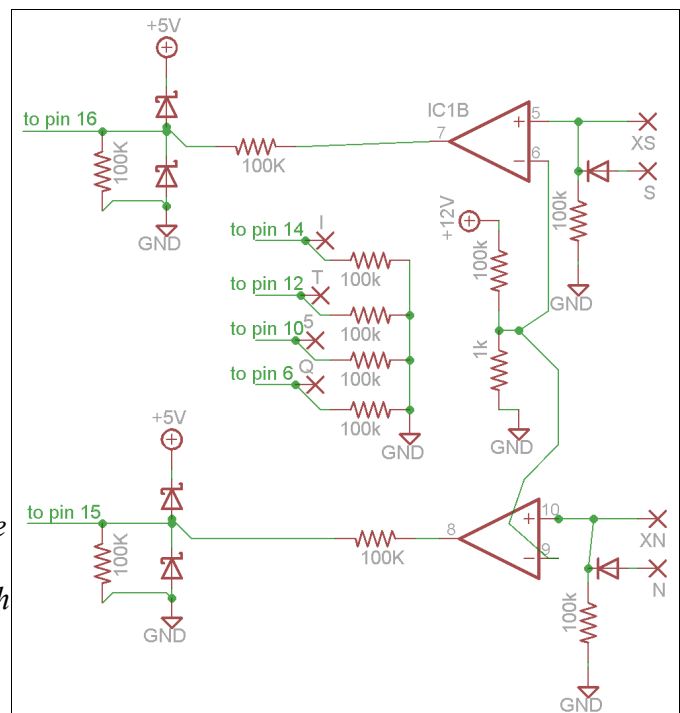 +5V
to pin 16
100K
GND
100K
IC1B
7
5
+
6
−
XS
S
100k
GND
+12V
100k
1k
GND
to pin 14
I
100k
to pin 12
T
100k
to pin 10
5
100k
to pin 6
Q
100k
GND
+5V
to pin 15
100K
GND
100K
8
10
+
9
−
XN
N
100k
GND
e
h